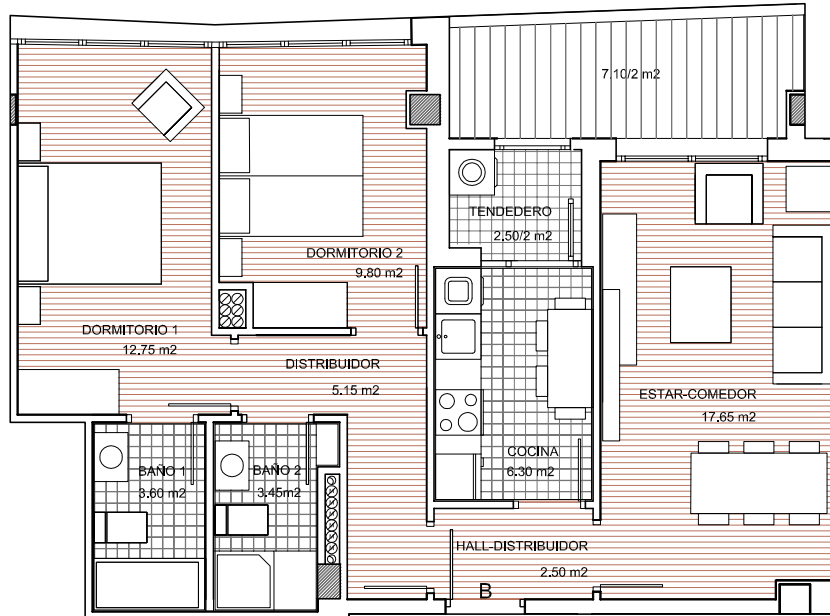 7.10/2 m2
TENDEDERO
2.50/2 m2
DORMITORIO 2
9.80 m2
DORMITORIO 1
12.75 m2
DISTRIBUIDOR
5.15 m2
ESTAR-COMEDOR
17.65 m2
COCINA
6.30 m2
BAÑO 1
3.60 m2
BAÑO 2
3.45m2
HALL-DISTRIBUIDOR
2.50 m2
B